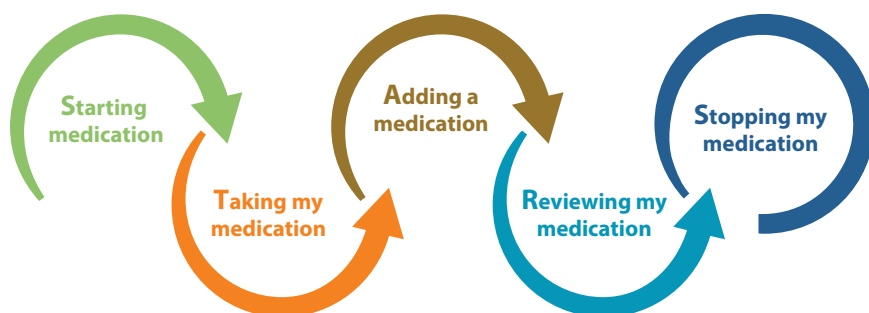 Starting
medication
Taking my
medication
Adding a
medication
Reviewing my
medication
Stopping my
medication